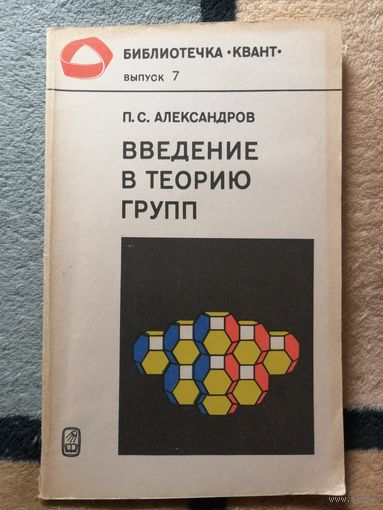 БИБЛИОТЕЧКА «КВАНТ»
ВЫПУСК 7
П.С. АЛЕКСАНДРОВ
ВВЕДЕНИЕ
В ТЕОРИЮ
ГРУПП